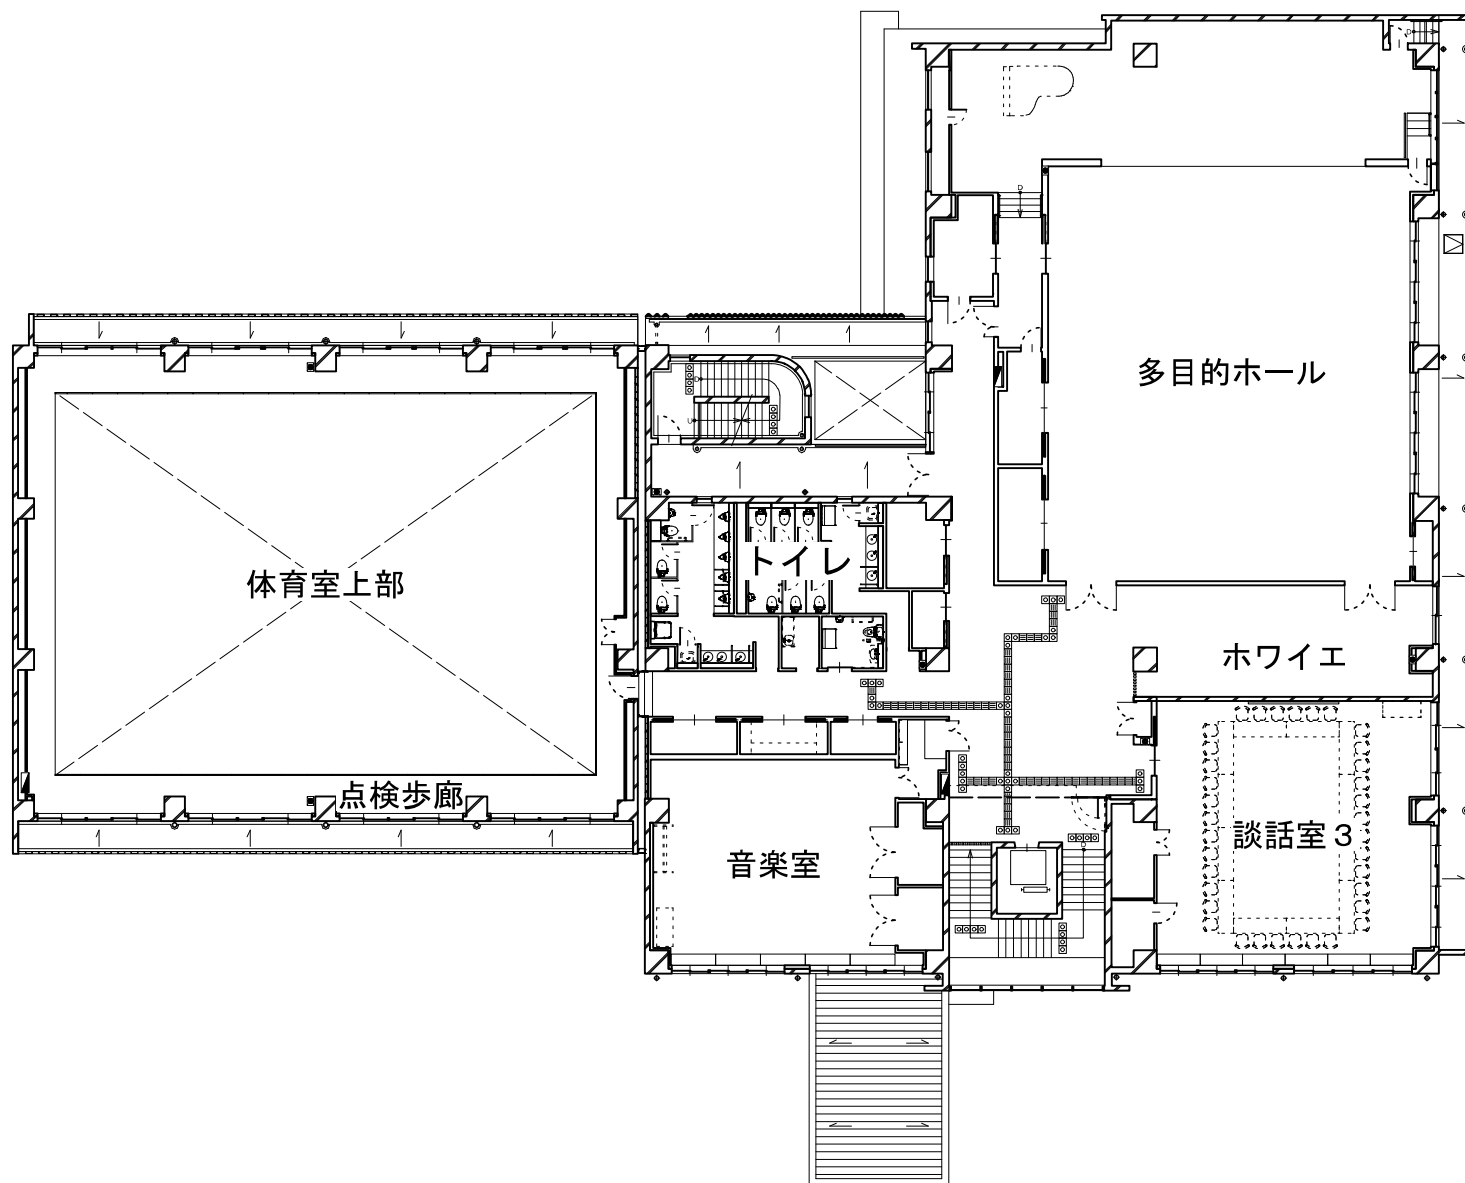 多目的ホール
トイレ
体育室上部
ホワイエ
点検歩廊
談話室３
音楽室